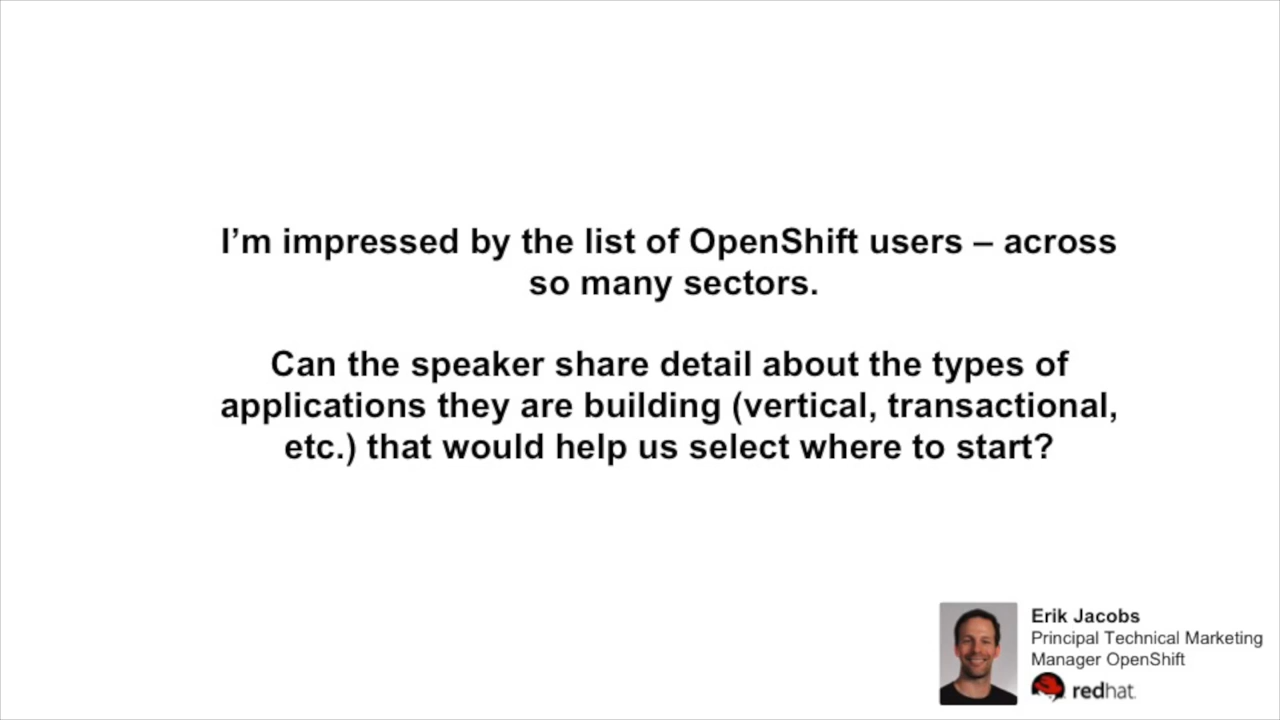 I’m impressed by the list of OpenShift users – across
so many sectors.
Can the speaker share detail about the types of
applications they are building (vertical, transactional,
etc.) that would help us select where to start?
Erik Jacobs
Principal Technical Marketing
Manager OpenShift
redhat.